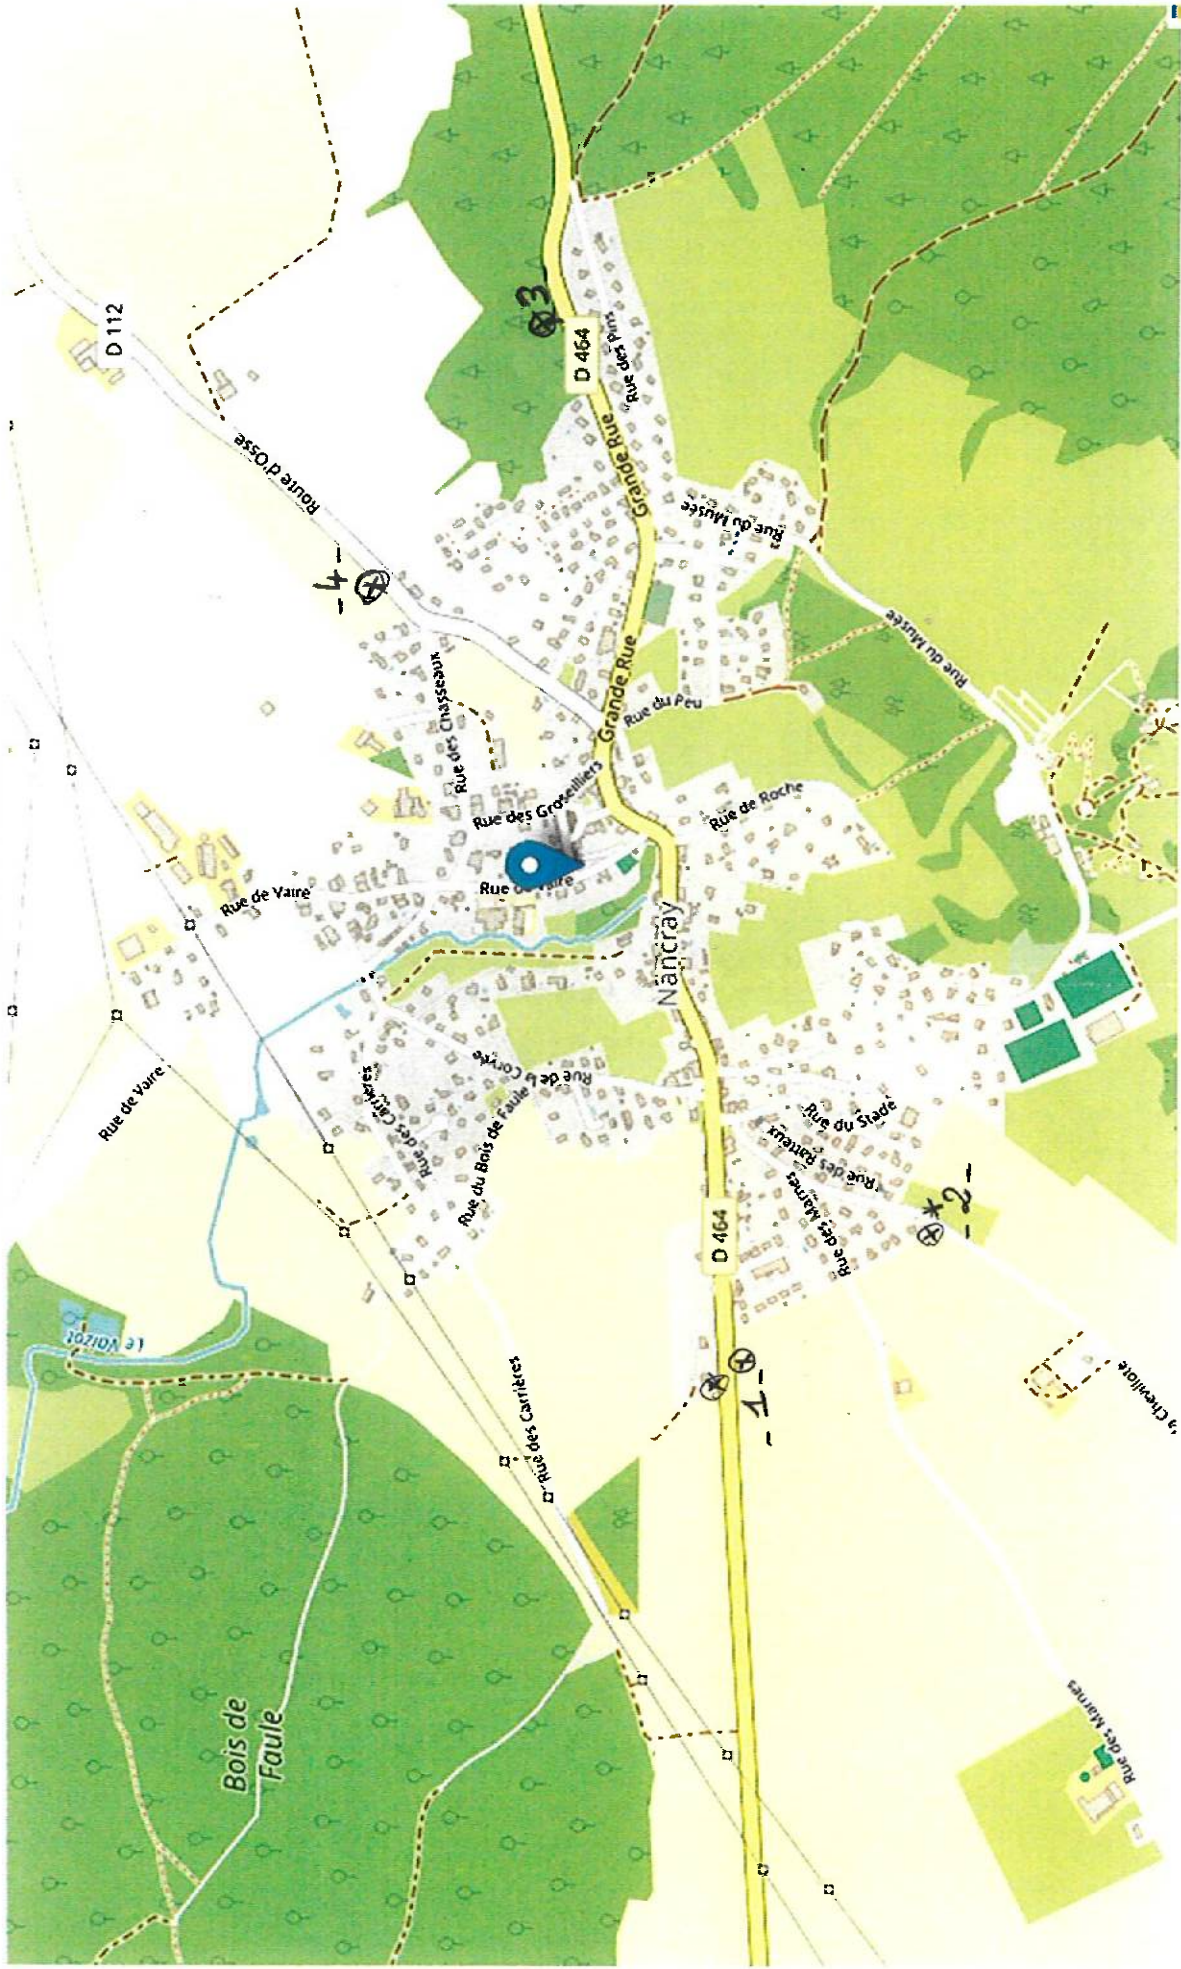 D 112
Route d'Osse
- 4 -
3
D 464
Rue des Pins
Grande Rue
Rue du Musée
Rue des Chasseaux
Grande Rue
Rue du Peu
Rue du Musée
Rue des Groseilliers
Rue de Roche
Rue de Vaire
Rue de Vaire
Nancray
Rue de Vaire
Rue des Carrières
Rue de la Corvée
Rue du Bois de Faule
Rue du Stade
Rue des Ratteux
Rue des Marnes
- 2 -
D 464
Le Vaizot
Rue des Carrières
- 1 -
Chevillote
Bois de
Faule
Rue des Marnes